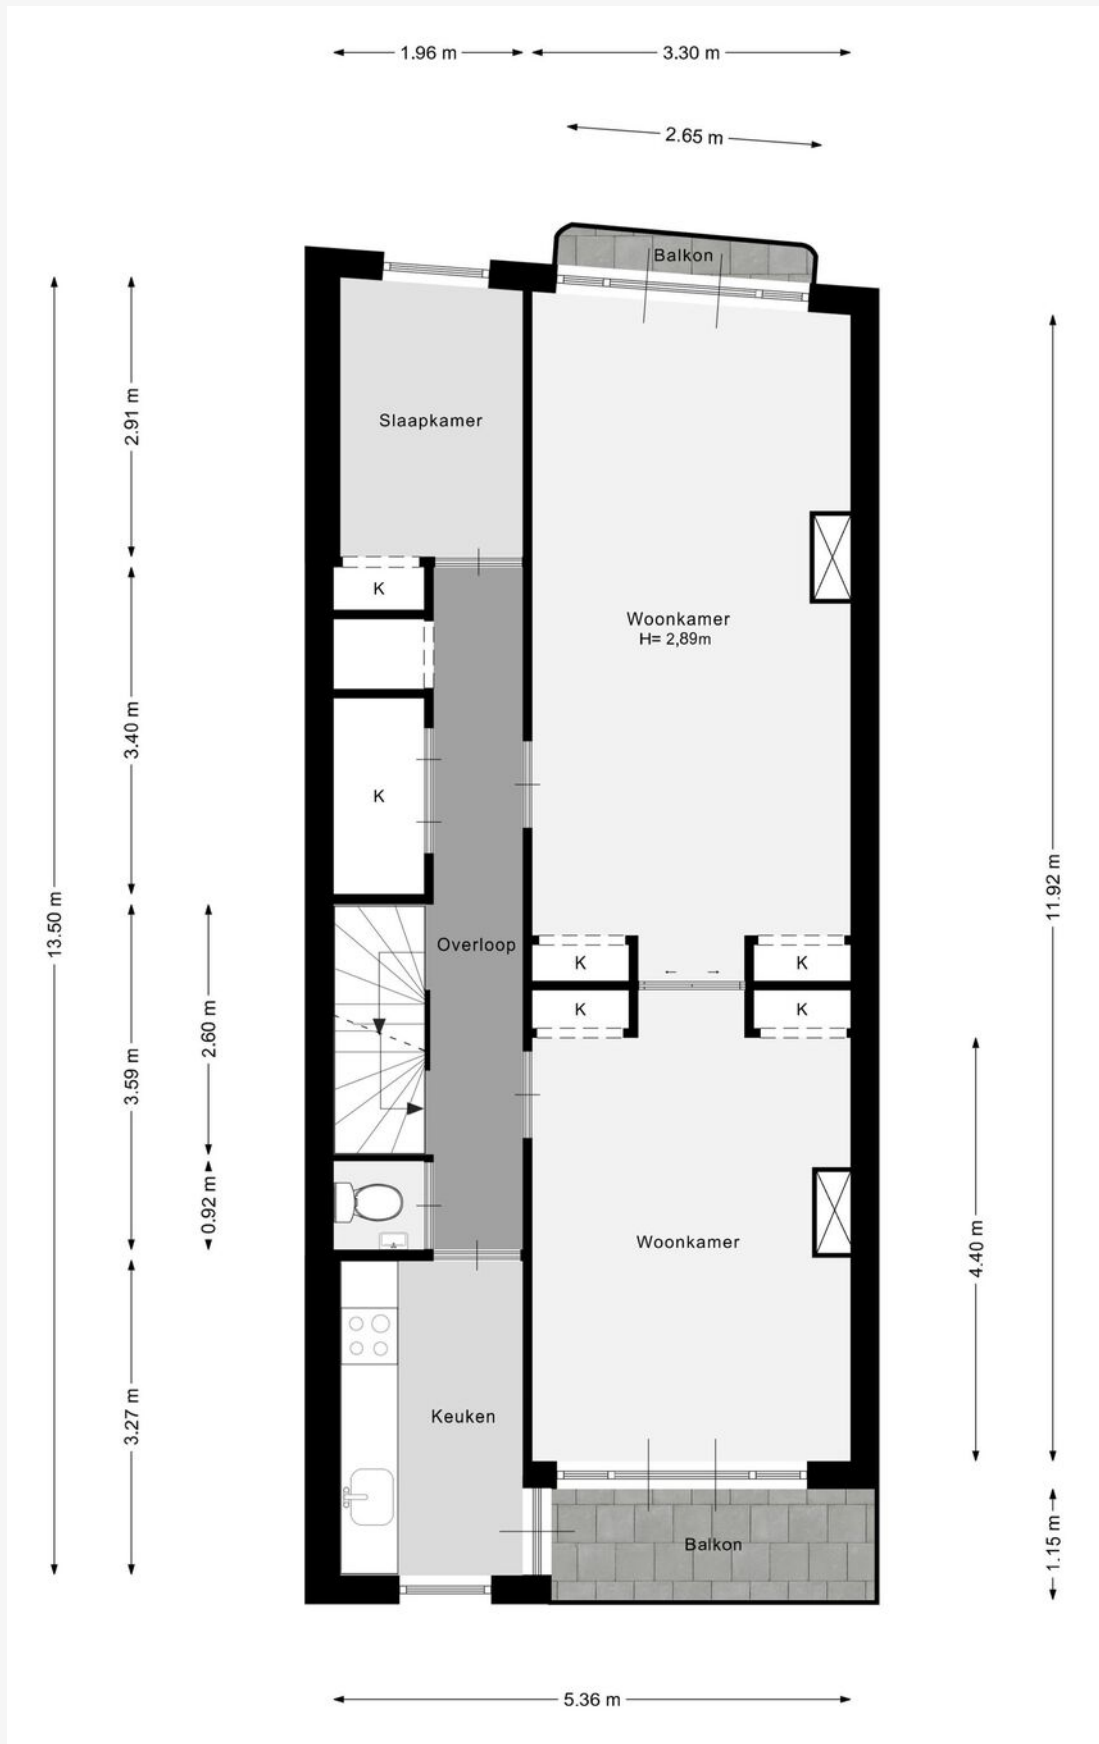 1.96 m
3.30 m
2.65 m
Balkon
2.91 m
Slaapkamer
K
Woonkamer
H= 2,89m
3.40 m
K
13.50 m
11.92 m
Overloop
K
K
K
K
2.60 m
3.59 m
0.92 m
Woonkamer
4.40 m
3.27 m
Keuken
Balkon
1.15 m
5.36 m